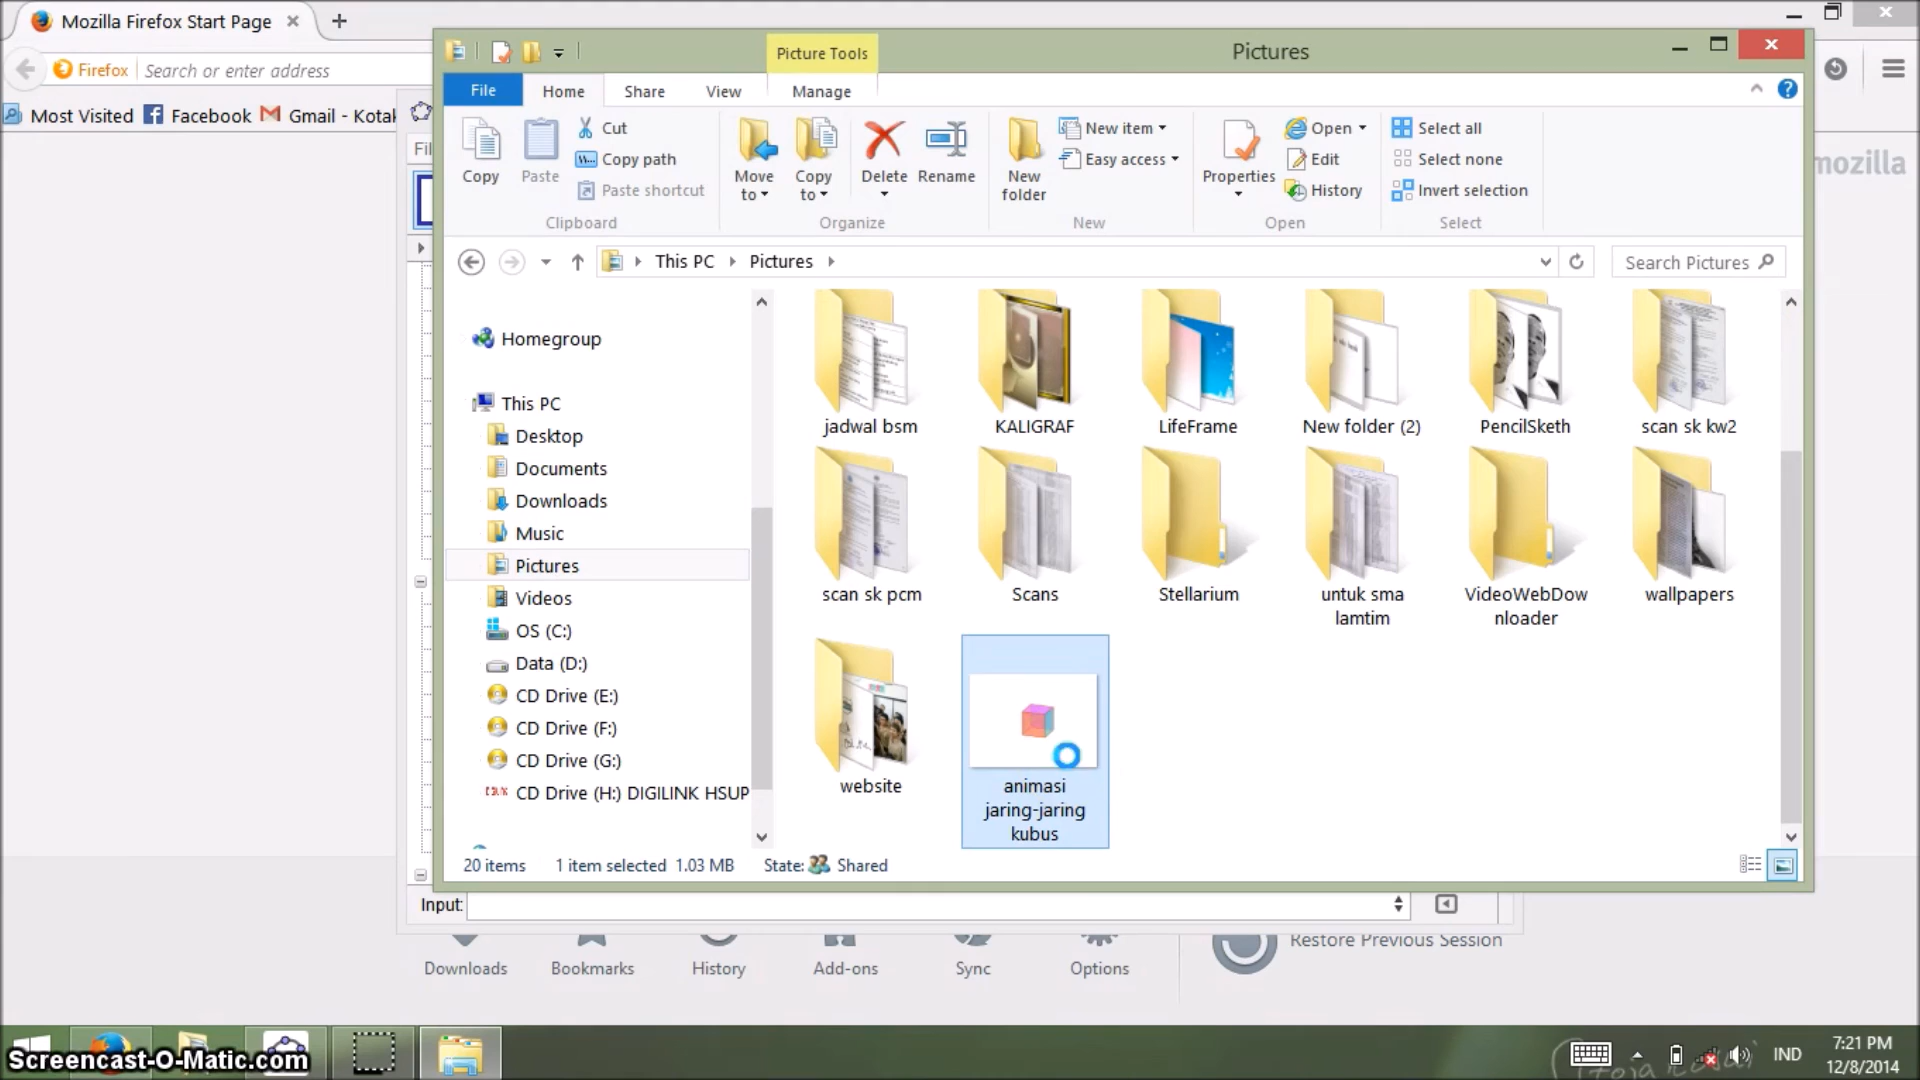 Mozilla Firefox Start Page
Firefox
Search or enter address
Most Visited
Facebook
Gmail - Kotak
mozilla
Picture Tools
Pictures
File
Home
Share
View
Manage
Copy
Paste
Cut
Copy path
Paste shortcut
Clipboard
Move
to
Copy
to
Delete
Rename
Organize
New
folder
New item
Easy access
New
Properties
Open
Edit
History
Open
Select all
Select none
Invert selection
Select
This PC
Pictures
Search Pictures
Homegroup
This PC
Desktop
Documents
Downloads
Music
Pictures
Videos
OS (C:)
Data (D:)
CD Drive (E:)
CD Drive (F:)
CD Drive (G:)
CD Drive (H:) DIGILINK HSUP
jadwal bsm
KALIGRAF
LifeFrame
New folder (2)
PencilSketh
scan sk kw2
scan sk pcm
Scans
Stellarium
untuk sma
lamtim
VideoWebDow
nloader
wallpapers
website
animasi
jaring-jaring
kubus
20 items
1 item selected 1.03 MB
State:
Shared
Input:
Downloads
Bookmarks
History
Add-ons
Sync
Options
Restore Previous Session
Screencast-O-Matic.com
IND
7:21 PM
12/8/2014